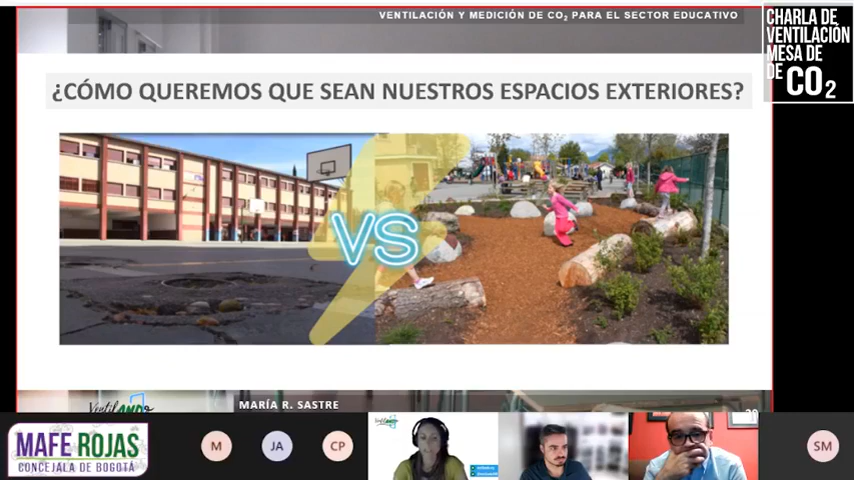 VENTILACIÓN Y MEDICIÓN DE CO₂ PARA EL SECTOR EDUCATIVO
CHARLA DE
VENTILACIÓN
MESA DE
DE CO₂
¿CÓMO QUEREMOS QUE SEAN NUESTROS ESPACIOS EXTERIORES?
VS
VentilANDO
MARÍA R. SASTRE
MAFE ROJAS
CONCEJALA DE BOGOTÁ
M
JA
CP
SM